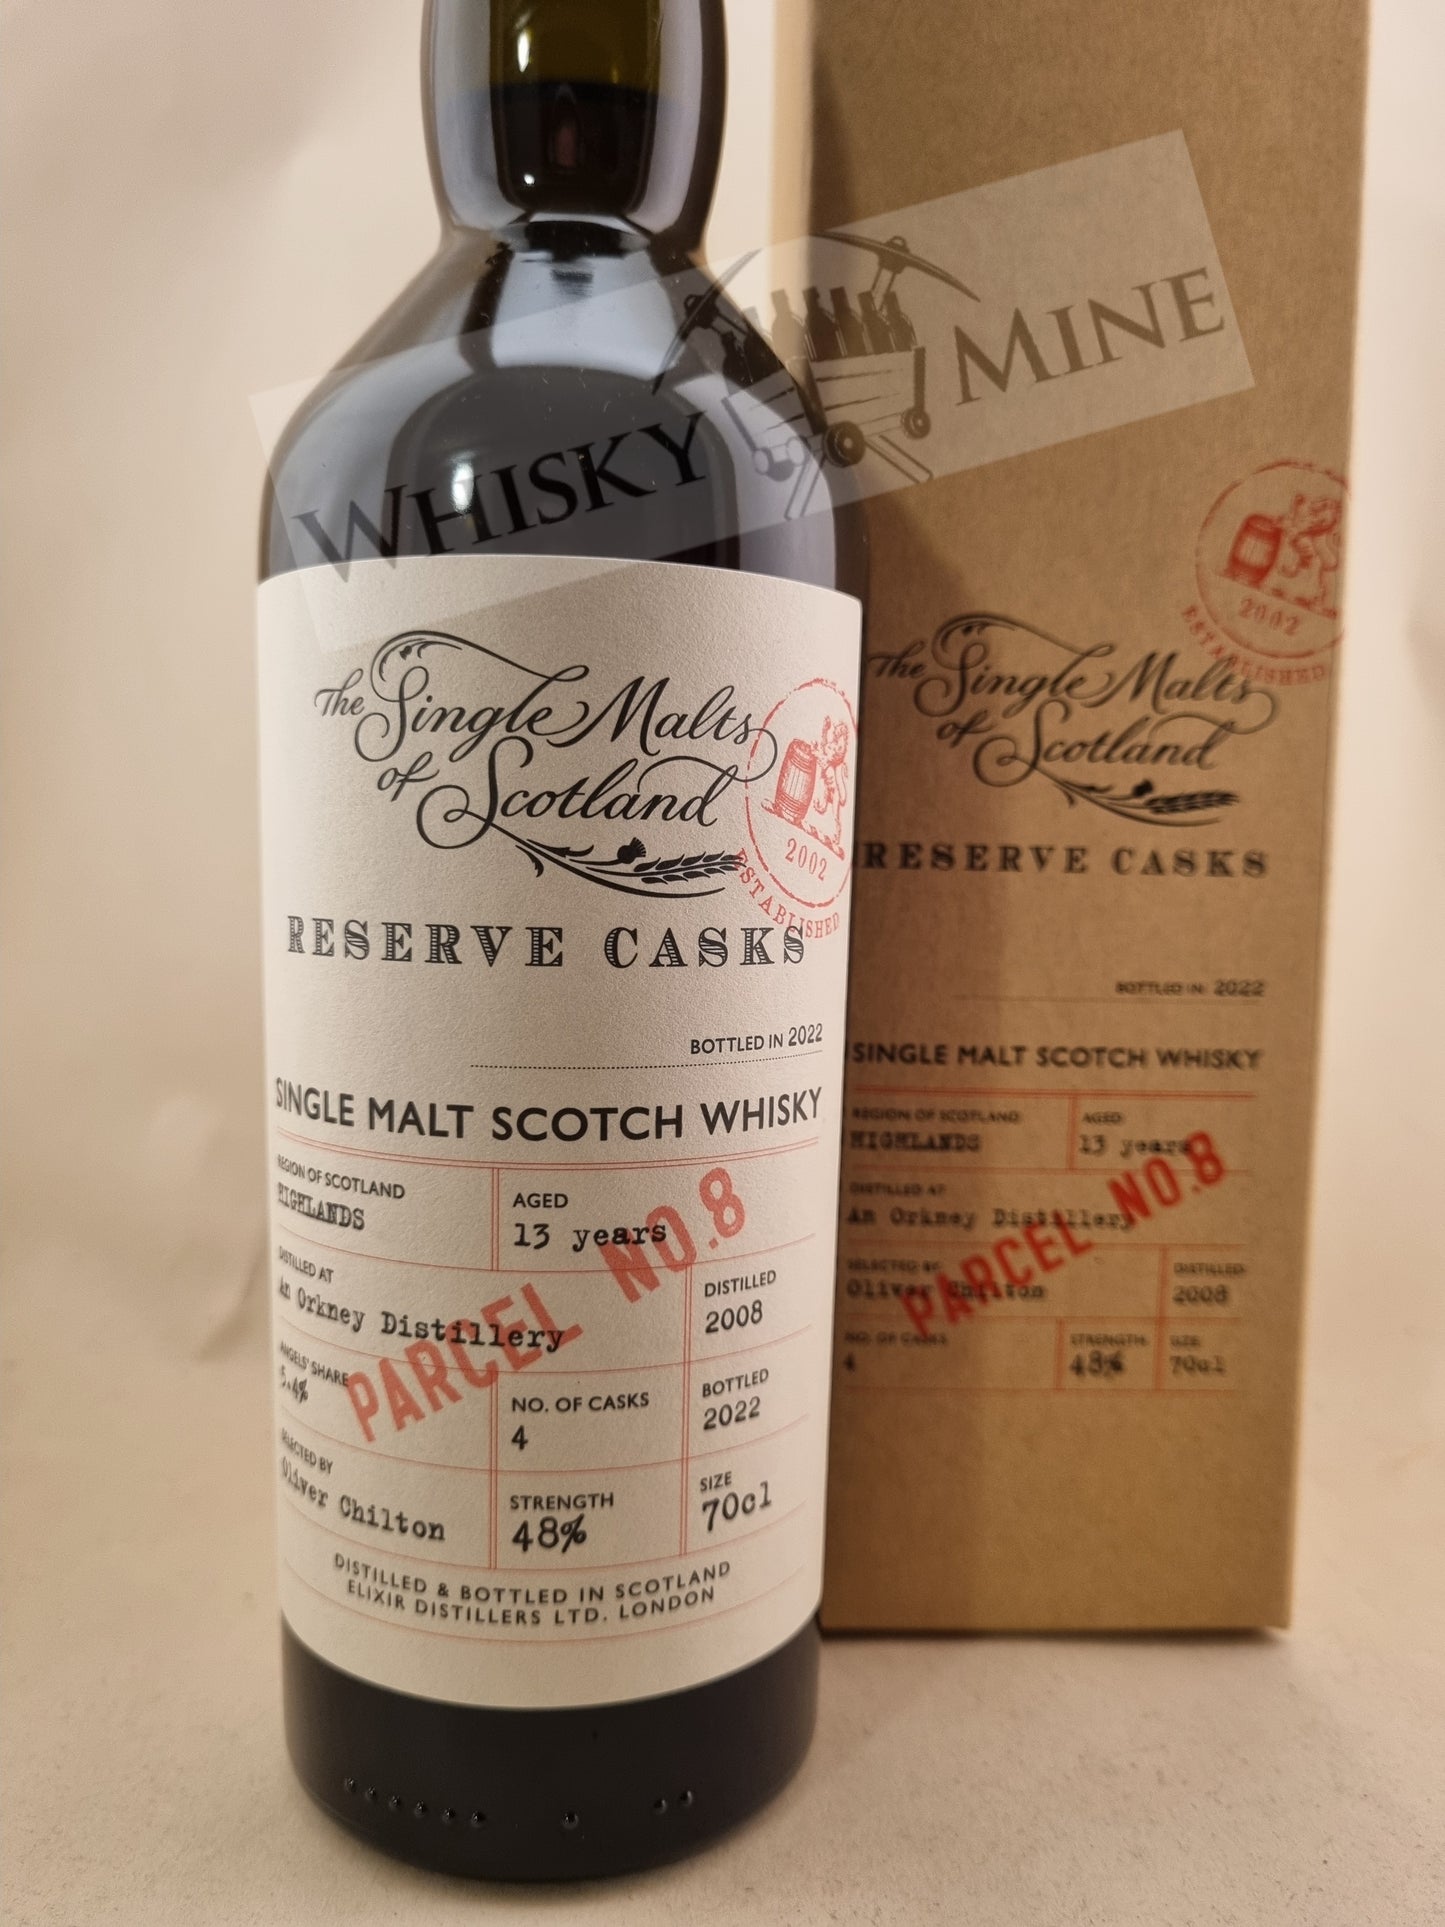 WHISKY MINE
The Single Malts
of Scotland
2002
ESTABLISHED
RESERVE CASKS
BOTTLED IN 2022
SINGLE MALT SCOTCH WHISKY
REGION OF SCOTLAND
HIGHLANDS
AGED
13 years
DISTILLED AT
An Orkney Distillery
DISTILLED
2008
PARCEL NO.8
ANGELS' SHARE
5.4%
NO. OF CASKS
4
BOTTLED
2022
SELECTED BY
Oliver Chilton
STRENGTH
48%
SIZE
70cl
DISTILLED & BOTTLED IN SCOTLAND
ELIXIR DISTILLERS LTD. LONDON
The Single Malts
of Scotland
2002
ESTABLISHED
RESERVE CASKS
BOTTLED IN 2022
SINGLE MALT SCOTCH WHISKY
REGION OF SCOTLAND
HIGHLANDS
AGED
13 years
DISTILLED AT
An Orkney Distillery
PARCEL NO.8
SELECTED BY
Oliver Chilton
DISTILLED
2008
NO. OF CASKS
4
STRENGTH
48%
SIZE
70cl